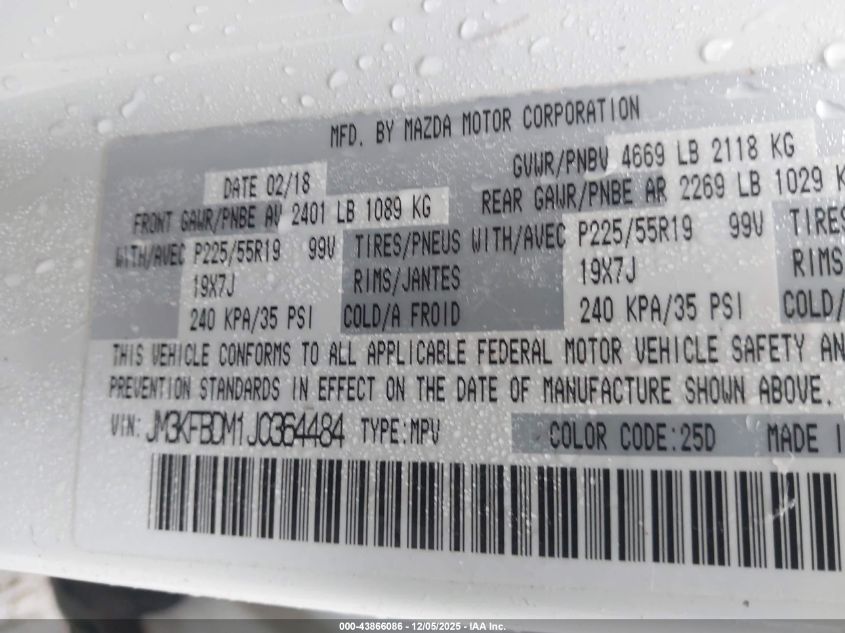 MFD. BY MAZDA MOTOR CORPORATION
DATE 02/18 GVWR/PNBV 4669 LB 2118 KG
FRONT GAWR/PNBE AV 2401 LB 1089 KG REAR GAWR/PNBE AR 2269 LB 1029 K
WITH/AVEC P225/55R19 99V TIRES/PNEUS WITH/AVEC P225/55R19 99V TIRE
19X7J RIMS/JANTES 19X7J RIMS
240 KPA/35 PSI COLD/A FROID 240 KPA/35 PSI COLD/
THIS VEHICLE CONFORMS TO ALL APPLICABLE FEDERAL MOTOR VEHICLE SAFETY AN
PREVENTION STANDARDS IN EFFECT ON THE DATE OF MANUFACTURE SHOWN ABOVE.
VIN: JM3KFBDM1J0364484 TYPE:MPV COLOR CODE:25D MADE I
000-43866086 - 12/05/2025 - IAA Inc.